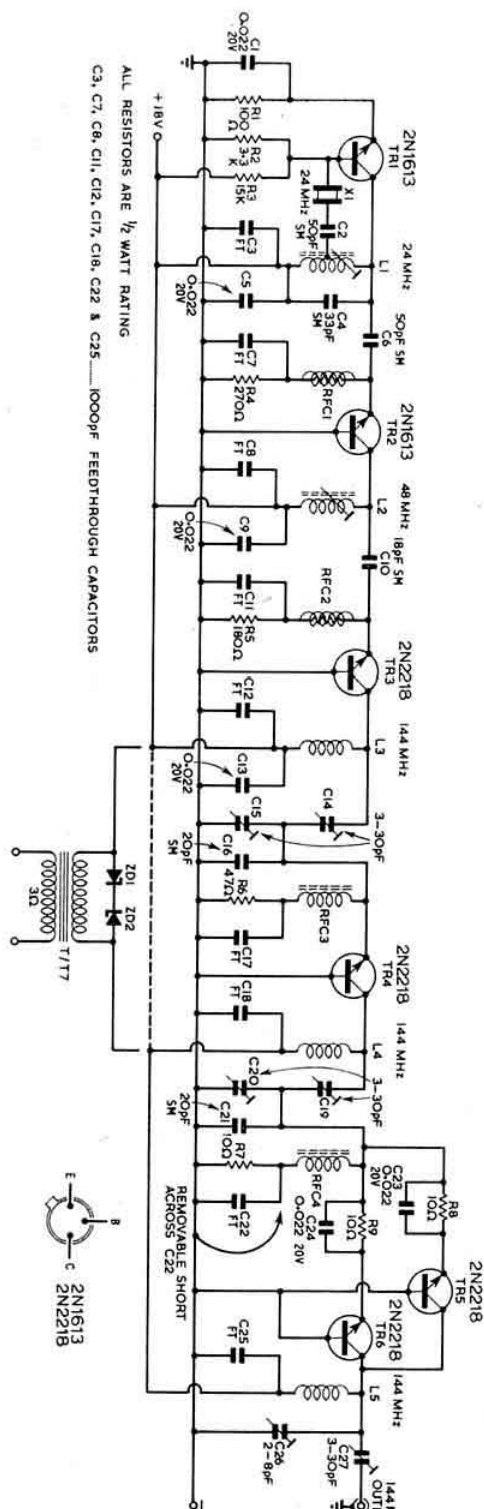 C1
0·022
20V
R1
100
Ω
R2
3·3
K
R3
15K
+18V
2N1613
TR1
X1
24 MHz
C2
50pF
SM
C3
FT
24 MHz
L1
C4
33pF
SM
C5
0·022
20V
50pF SM
C6
C7
FT
R4
270Ω
RFC1
2N1613
TR2
C8
FT
48 MHz
L2
C9
0·022
20V
18pF SM
C10
C11
FT
R5
180Ω
RFC2
2N2218
TR3
C12
FT
144 MHz
L3
C13
0·022
20V
C14
C15
3-30pF
C16
20pF
SM
R6
47Ω
RFC3
C17
FT
2N2218
TR4
C18
FT
144 MHz
L4
C19
C20
3-30pF
C21
20pF
SM
R7
10Ω
RFC4
C22
FT
REMOVABLE SHORT
ACROSS C22
C23
0·022
20V
R8
10Ω
R9
10Ω
C24
0·022 20V
2N2218
TR5
2N2218
TR6
C25
FT
144 MHz
L5
C26
2-8pF
C27
3-30pF
OUT
ZD1
ZD2
3Ω
T/T7
E
B
C
2N1613
2N2218
ALL RESISTORS ARE ½ WATT RATING
C3, C7, C8, C11, C12, C17, C18, C22 & C25 ___ 1000pF FEEDTHROUGH CAPACITORS